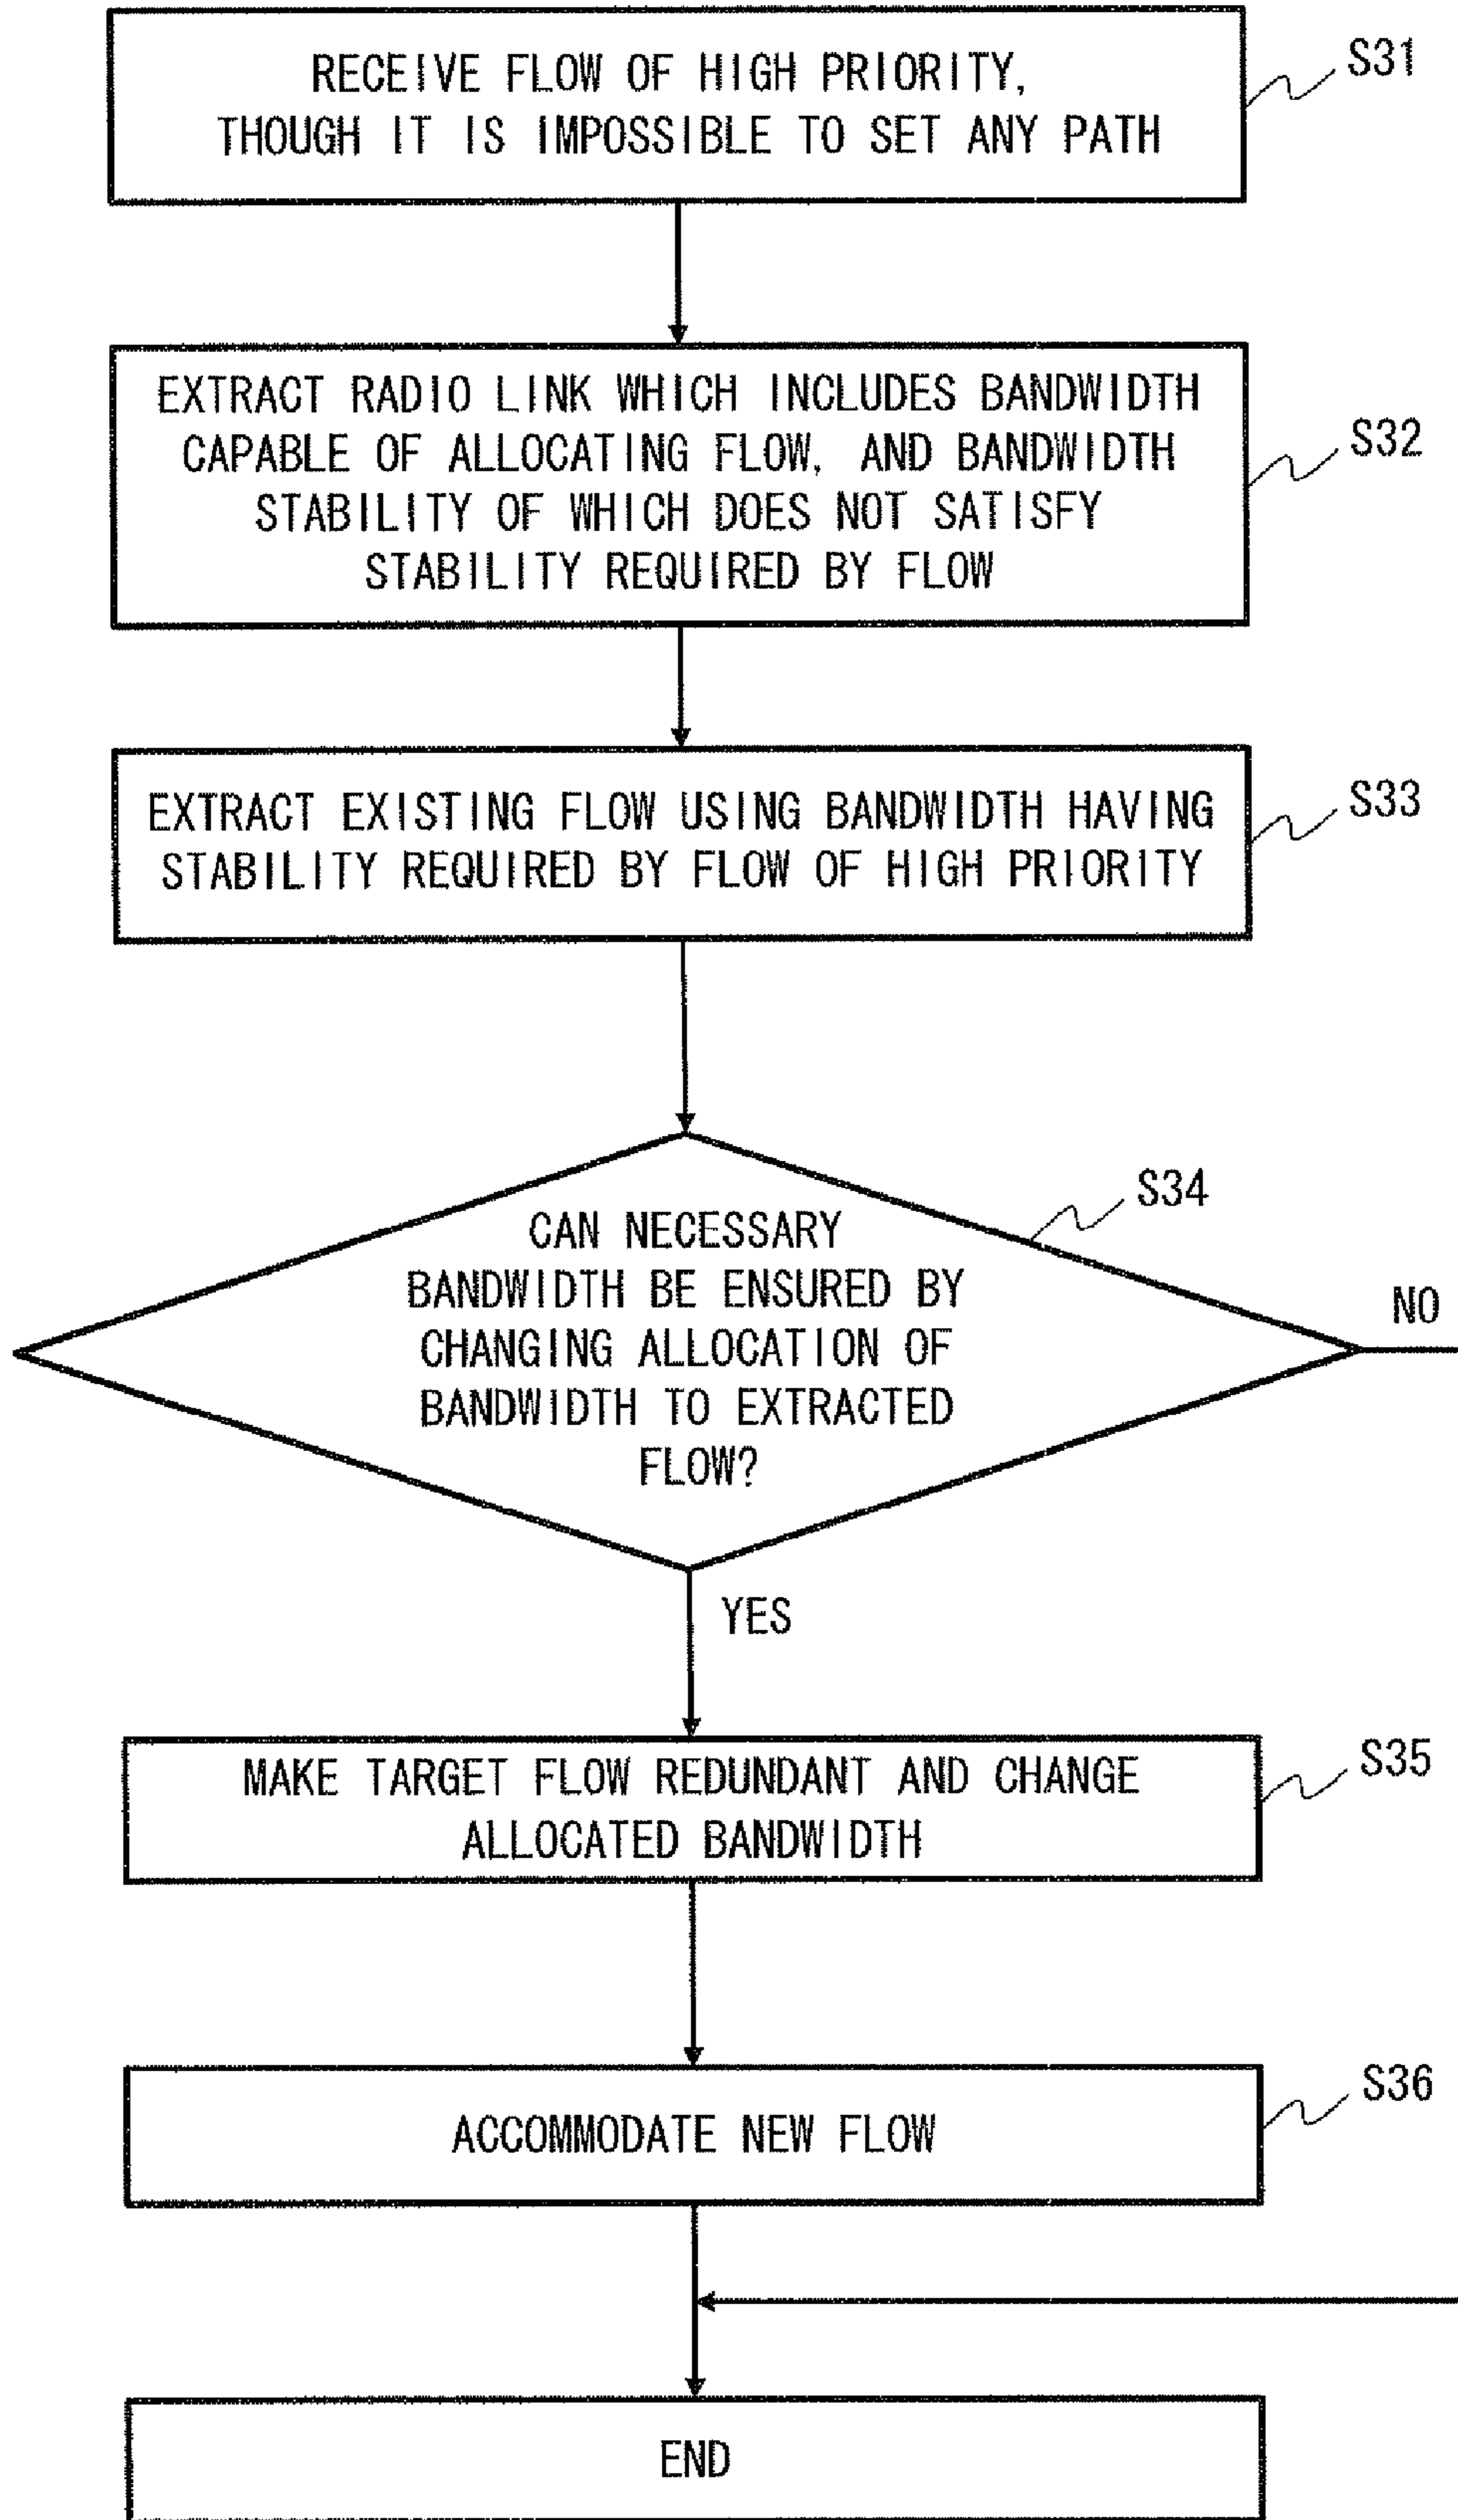 RECEIVE FLOW OF HIGH PRIORITY,
THOUGH IT IS IMPOSSIBLE TO SET ANY PATH
S31
EXTRACT RADIO LINK WHICH INCLUDES BANDWIDTH
CAPABLE OF ALLOCATING FLOW, AND BANDWIDTH
STABILITY OF WHICH DOES NOT SATISFY
STABILITY REQUIRED BY FLOW
S32
EXTRACT EXISTING FLOW USING BANDWIDTH HAVING
STABILITY REQUIRED BY FLOW OF HIGH PRIORITY
S33
CAN NECESSARY
BANDWIDTH BE ENSURED BY
CHANGING ALLOCATION OF
BANDWIDTH TO EXTRACTED
FLOW?
S34
NO
YES
MAKE TARGET FLOW REDUNDANT AND CHANGE
ALLOCATED BANDWIDTH
S35
ACCOMMODATE NEW FLOW
S36
END